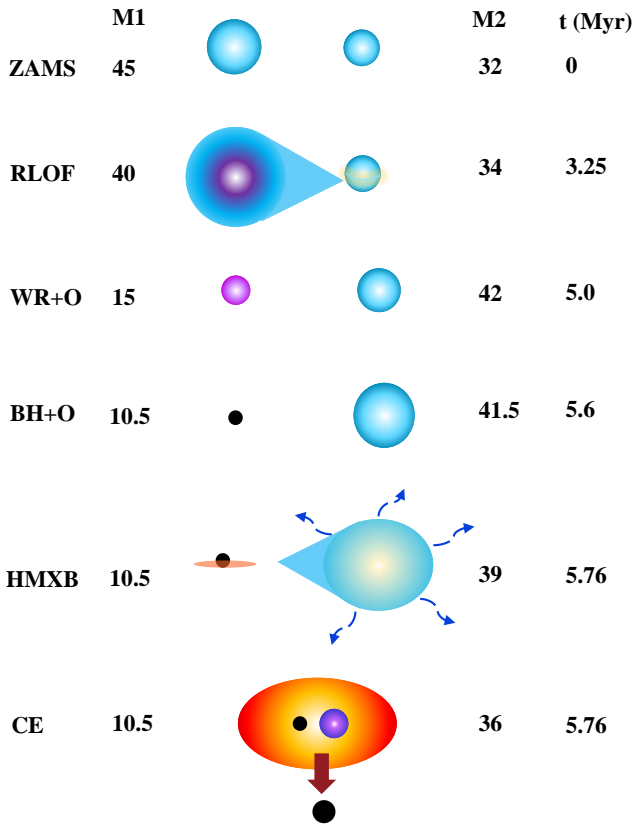 M1 M2 t (Myr)
ZAMS 45 32 0
RLOF 40 34 3.25
WR+O 15 42 5.0
BH+O 10.5 41.5 5.6
HMXB 10.5 39 5.76
CE 10.5 36 5.76